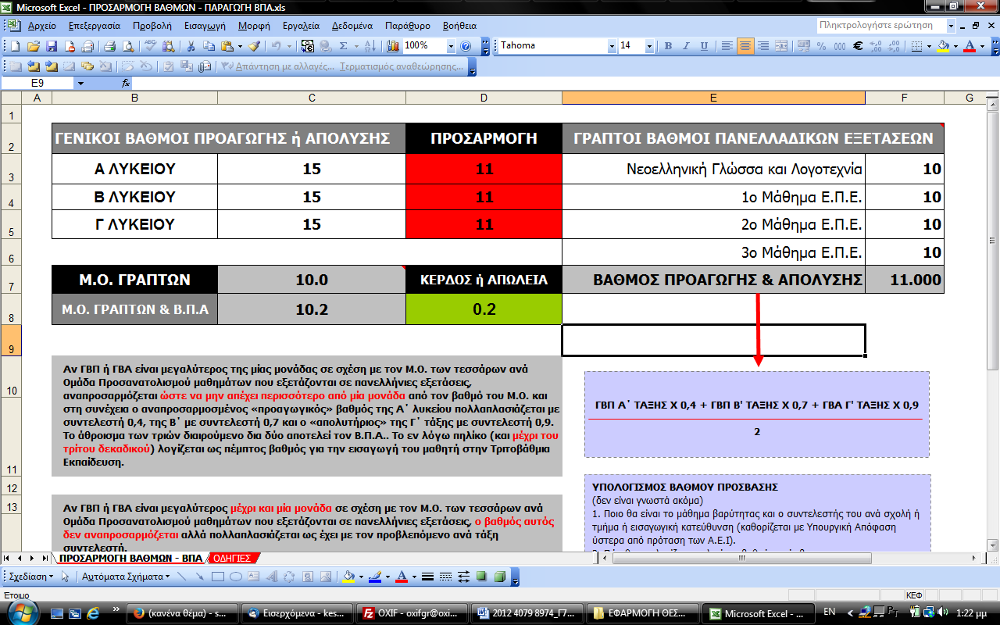 Microsoft Excel - ΠΡΟΣΑΡΜΟΓΗ ΒΑΘΜΩΝ - ΠΑΡΑΓΩΓΗ ΒΠΑ.xls
Αρχείο Επεξεργασία Προβολή Εισαγωγή Μορφή Εργαλεία Δεδομένα Παράθυρο Βοήθεια Πληκτρολογήστε ερώτηση
100% Tahoma 14 B I U
Απάντηση με αλλαγές... Τερματισμός αναθεώρησης...
E9 fx
A B C D E F G
1
2 ΓΕΝΙΚΟΙ ΒΑΘΜΟΙ ΠΡΟΑΓΩΓΗΣ ή ΑΠΟΛΥΣΗΣ ΠΡΟΣΑΡΜΟΓΗ ΓΡΑΠΤΟΙ ΒΑΘΜΟΙ ΠΑΝΕΛΛΑΔΙΚΩΝ ΕΞΕΤΑΣΕΩΝ
3 Α ΛΥΚΕΙΟΥ 15 11 Νεοελληνική Γλώσσα και Λογοτεχνία 10
4 Β ΛΥΚΕΙΟΥ 15 11 1ο Μάθημα Ε.Π.Ε. 10
5 Γ ΛΥΚΕΙΟΥ 15 11 2ο Μάθημα Ε.Π.Ε. 10
6 3ο Μάθημα Ε.Π.Ε. 10
7 Μ.Ο. ΓΡΑΠΤΩΝ 10.0 ΚΕΡΔΟΣ ή ΑΠΩΛΕΙΑ ΒΑΘΜΟΣ ΠΡΟΑΓΩΓΗΣ & ΑΠΟΛΥΣΗΣ 11.000
8 Μ.Ο. ΓΡΑΠΤΩΝ & Β.Π.Α 10.2 0.2
9
10
11
12
13
Αν ΓΒΠ ή ΓΒΑ είναι μεγαλύτερος της μίας μονάδας σε σχέση με τον Μ.Ο. των τεσσάρων ανά
Ομάδα Προσανατολισμού μαθημάτων που εξετάζονται σε πανελλήνιες εξετάσεις,
αναπροσαρμόζεται ώστε να μην απέχει περισσότερο από μία μονάδα από τον βαθμό του Μ.Ο. και
στη συνέχεια ο αναπροσαρμοσμένος «προαγωγικός» βαθμός της Α΄ λυκείου πολλαπλασιάζεται με
συντελεστή 0,4, της Β΄ με συντελεστή 0,7 και ο «απολυτήριος» της Γ΄ τάξης με συντελεστή 0,9.
Το άθροισμα των τριών διαιρούμενο δια δύο αποτελεί τον Β.Π.Α.. Το εν λόγω πηλίκο (και μέχρι του
τρίτου δεκαδικού) λογίζεται ως πέμπτος βαθμός για την εισαγωγή του μαθητή στην Τριτοβάθμια
Εκπαίδευση.
ΓΒΠ Α΄ ΤΑΞΗΣ Χ 0,4 + ΓΒΠ Β' ΤΑΞΗΣ Χ 0,7 + ΓΒΑ Γ' ΤΑΞΗΣ Χ 0,9
2
Αν ΓΒΠ ή ΓΒΑ είναι μεγαλύτερος μέχρι και μία μονάδα σε σχέση με τον Μ.Ο. των τεσσάρων ανά
Ομάδα Προσανατολισμού μαθημάτων που εξετάζονται σε πανελλήνιες εξετάσεις, ο βαθμός αυτός
δεν αναπροσαρμόζεται αλλά πολλαπλασιάζεται ως έχει με τον προβλεπόμενο ανά τάξη
συντελεστή.
ΥΠΟΛΟΓΙΣΜΟΣ ΒΑΘΜΟΥ ΠΡΟΣΒΑΣΗΣ
(δεν είναι γνωστά ακόμα)
1. Ποιο θα είναι το μάθημα βαρύτητας και ο συντελεστής του ανά σχολή ή
τμήμα ή εισαγωγική κατεύθυνση (καθορίζεται με Υπουργική Απόφαση
ύστερα από πρόταση των Α.Ε.Ι).
ΠΡΟΣΑΡΜΟΓΗ ΒΑΘΜΩΝ - ΒΠΑ ΟΔΗΓΙΕΣ
Σχεδίαση Αυτόματα Σχήματα
Έτοιμο ΚΕΦ
(κανένα θέμα) - s... Εισερχόμενα - kes... OXIF - oxifgr@oxi... 2012 4079 8974_Γ7... ΕΦΑΡΜΟΓΗ ΘΕΣ... Microsoft Excel - ... EN 1:22 μμ